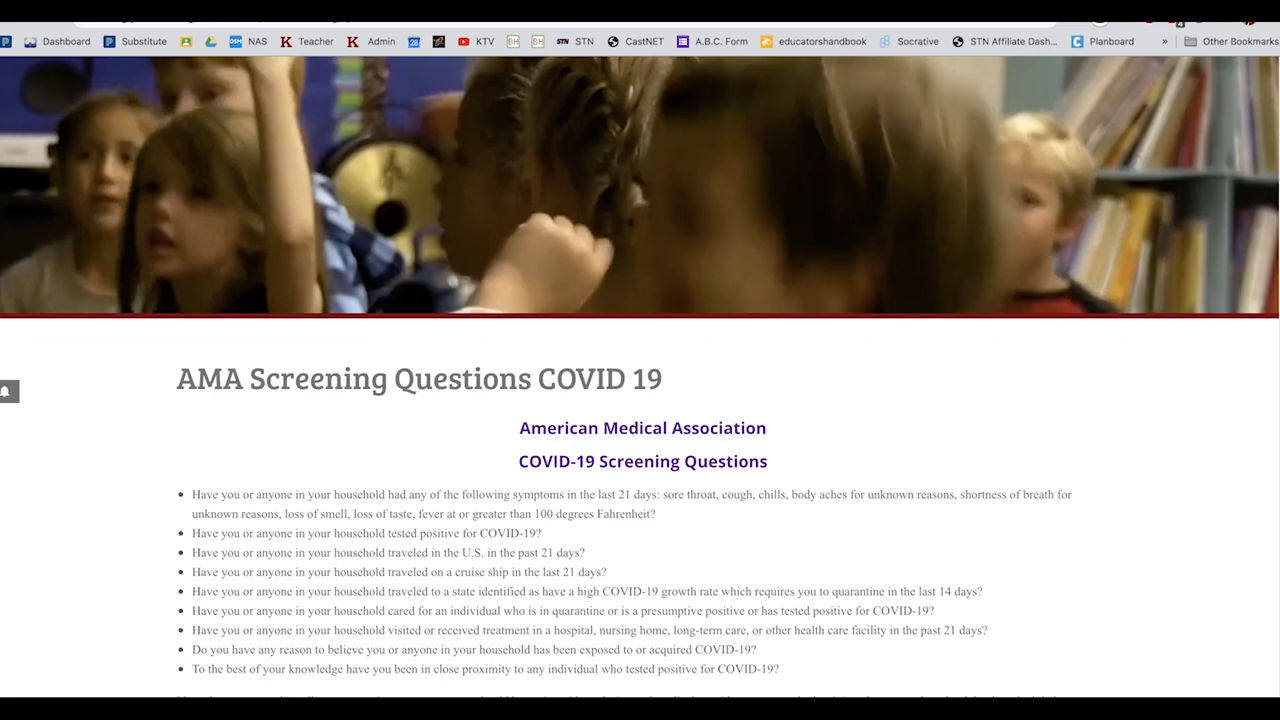 Dashboard Substitute NAS K Teacher K Admin 28 KTV BH BH STN STN CastNET A.B.C. Form educatorshandbook Socrative STN Affiliate Dash... Planboard » Other Bookmarks
AMA Screening Questions COVID 19
American Medical Association
COVID-19 Screening Questions
Have you or anyone in your household had any of the following symptoms in the last 21 days: sore throat, cough, chills, body aches for unknown reasons, shortness of breath for
unknown reasons, loss of smell, loss of taste, fever at or greater than 100 degrees Fahrenheit?
Have you or anyone in your household tested positive for COVID-19?
Have you or anyone in your household traveled in the U.S. in the past 21 days?
Have you or anyone in your household traveled on a cruise ship in the last 21 days?
Have you or anyone in your household traveled to a state identified as have a high COVID-19 growth rate which requires you to quarantine in the last 14 days?
Have you or anyone in your household cared for an individual who is in quarantine or is a presumptive positive or has tested positive for COVID-19?
Have you or anyone in your household visited or received treatment in a hospital, nursing home, long-term care, or other health care facility in the past 21 days?
Do you have any reason to believe you or anyone in your household has been exposed to or acquired COVID-19?
To the best of your knowledge have you been in close proximity to any individual who tested positive for COVID-19?